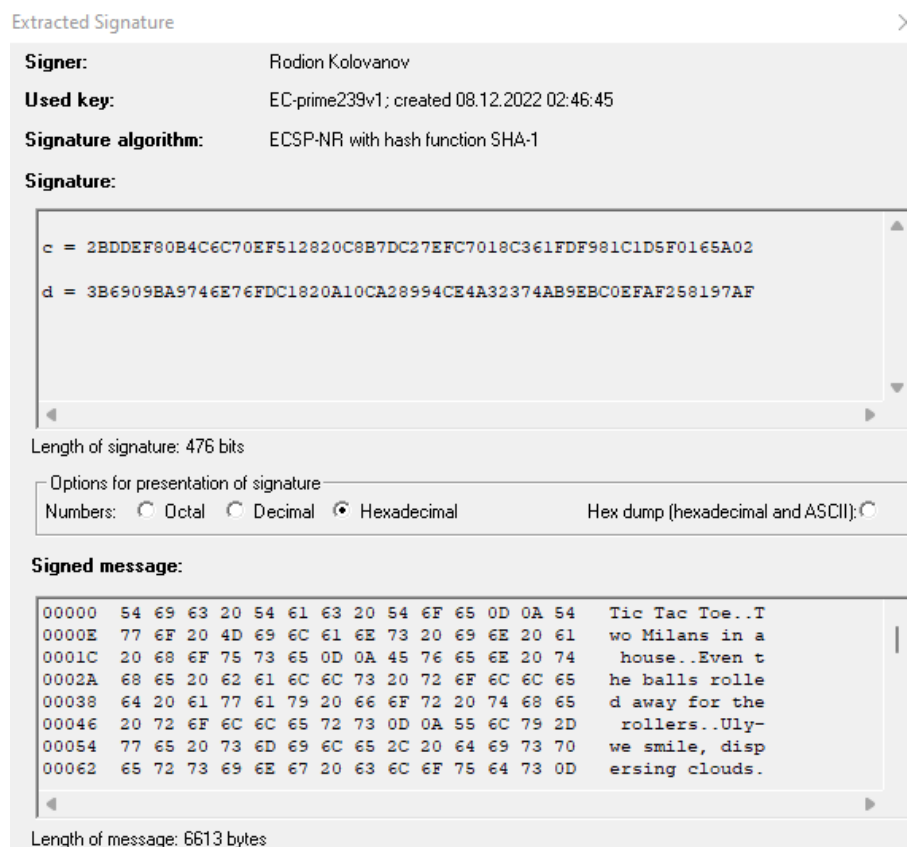 Extracted Signature
Signer: Rodion Kolovanov
Used key: EC-prime239v1; created 08.12.2022 02:46:45
Signature algorithm: ECSP-NR with hash function SHA-1
Signature:
c = 2BDDEF80B4C6C70EF512820C8B7DC27EFC7018C361FDF981C1D5F0165A02
d = 3B6909BA9746E76FDC1820A10CA28994CE4A32374AB9EBC0EFAF258197AF
Length of signature: 476 bits
Options for presentation of signature
Numbers: Octal Decimal Hexadecimal Hex dump (hexadecimal and ASCII):
Signed message:
00000 54 69 63 20 54 61 63 20 54 6F 65 0D 0A 54 Tic Tac Toe..T
0000E 77 6F 20 4D 69 6C 61 6E 73 20 69 6E 20 61 wo Milans in a
0001C 20 68 6F 75 73 65 0D 0A 45 76 65 6E 20 74 house..Even t
0002A 68 65 20 62 61 6C 6C 73 20 72 6F 6C 6C 65 he balls rolle
00038 64 20 61 77 61 79 20 66 6F 72 20 74 68 65 d away for the
00046 20 72 6F 6C 6C 65 72 73 0D 0A 55 6C 79 2D rollers..Uly-
00054 77 65 20 73 6D 69 6C 65 2C 20 64 69 73 70 we smile, disp
00062 65 72 73 69 6E 67 20 63 6C 6F 75 64 73 0D ersing clouds.
Length of message: 6613 bytes